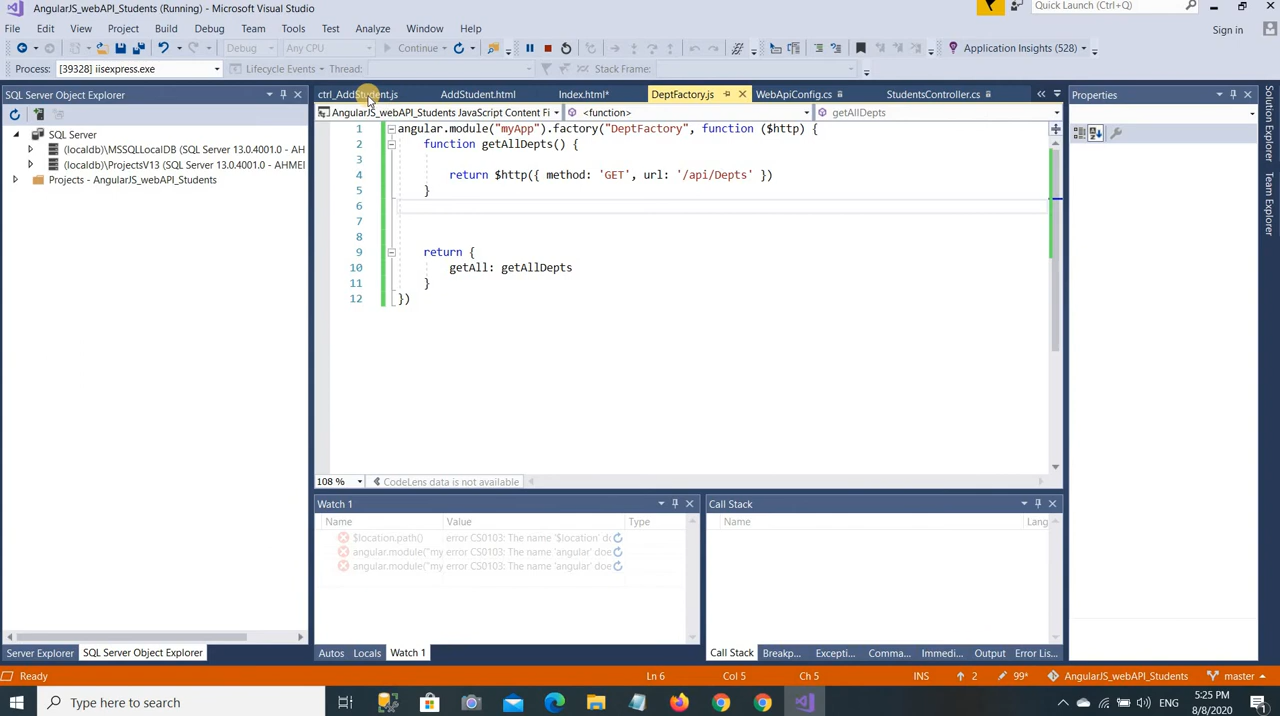 AngularJS_webAPI_Students (Running) - Microsoft Visual Studio
Quick Launch (Ctrl+Q)
File Edit View Project Build Debug Team Tools Test Analyze Window Help
Sign in
Debug Any CPU Continue Application Insights (528)
Process: [39328] iisexpress.exe Lifecycle Events Thread: Stack Frame:
SQL Server Object Explorer
ctrl_AddStudent.js AddStudent.html Index.html* DeptFactory.js WebApiConfig.cs StudentsController.cs
Properties
AngularJS_webAPI_Students JavaScript Content Fi <function> getAllDepts()
SQL Server
(localdb)\MSSQLLocalDB (SQL Server 13.0.4001.0 - AH
(localdb)\ProjectsV13 (SQL Server 13.0.4001.0 - AHMEI
Projects - AngularJS_webAPI_Students
1 angular.module("myApp").factory("DeptFactory", function ($http) {
2 function getAllDepts() {
3
4 return $http({ method: 'GET', url: '/api/Depts' })
5 }
6
7
8
9 return {
10 getAll: getAllDepts
11 }
12 })
Solution Explorer
Team Explorer
108 % CodeLens data is not available
Watch 1
Name Value Type
$location.path() error CS0103: The name '$location' do
angular.module("my error CS0103: The name 'angular' doe
angular.module("my error CS0103: The name 'angular' doe
Call Stack
Name Lang
Server Explorer SQL Server Object Explorer
Autos Locals Watch 1
Call Stack Breakp... Excepti... Comma... Immedi... Output Error Lis...
Ready Ln 6 Col 5 Ch 5 INS 2 99* AngularJS_webAPI_Students master
Type here to search
ENG
5:25 PM
8/8/2020
1